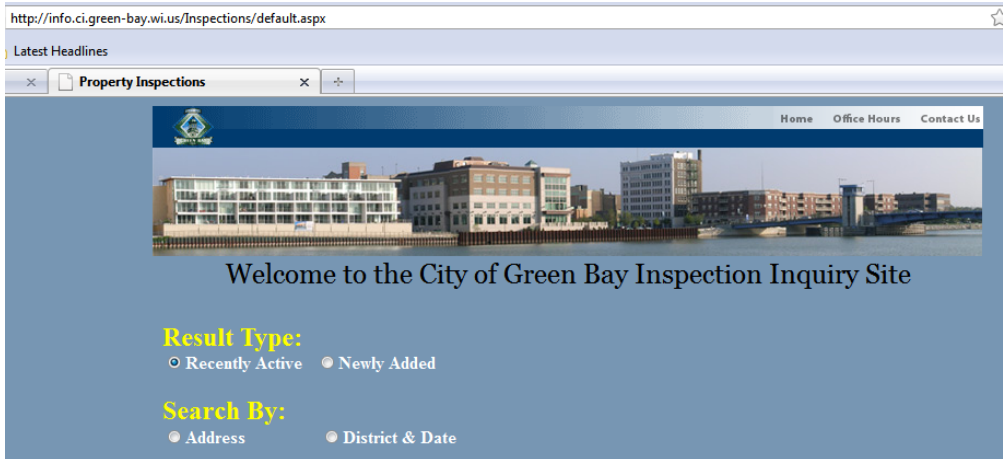 http://info.ci.green-bay.wi.us/Inspections/default.aspx
Latest Headlines
Property Inspections
Home Office Hours Contact Us
Welcome to the City of Green Bay Inspection Inquiry Site
Result Type:
Recently Active Newly Added
Search By:
Address District & Date